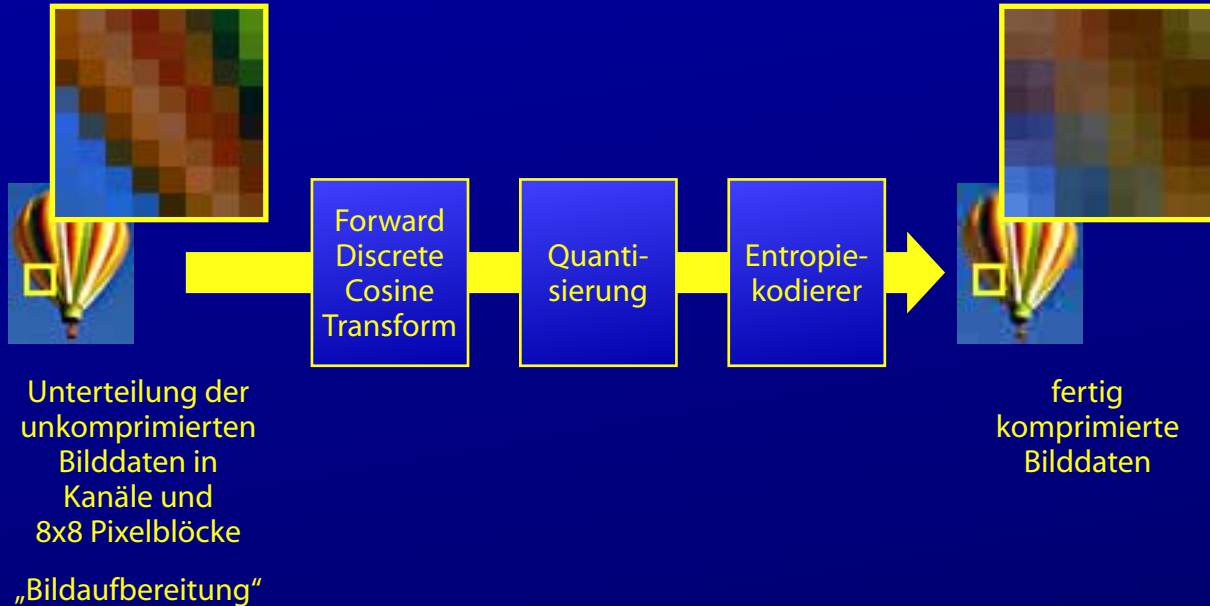 Forward
Discrete
Cosine
Transform
Quanti-
sierung
Entropie-
kodierer
Unterteilung der
unkomprimierten
Bilddaten in
Kanäle und
8x8 Pixelblöcke
„Bildaufbereitung“
fertig
komprimierte
Bilddaten